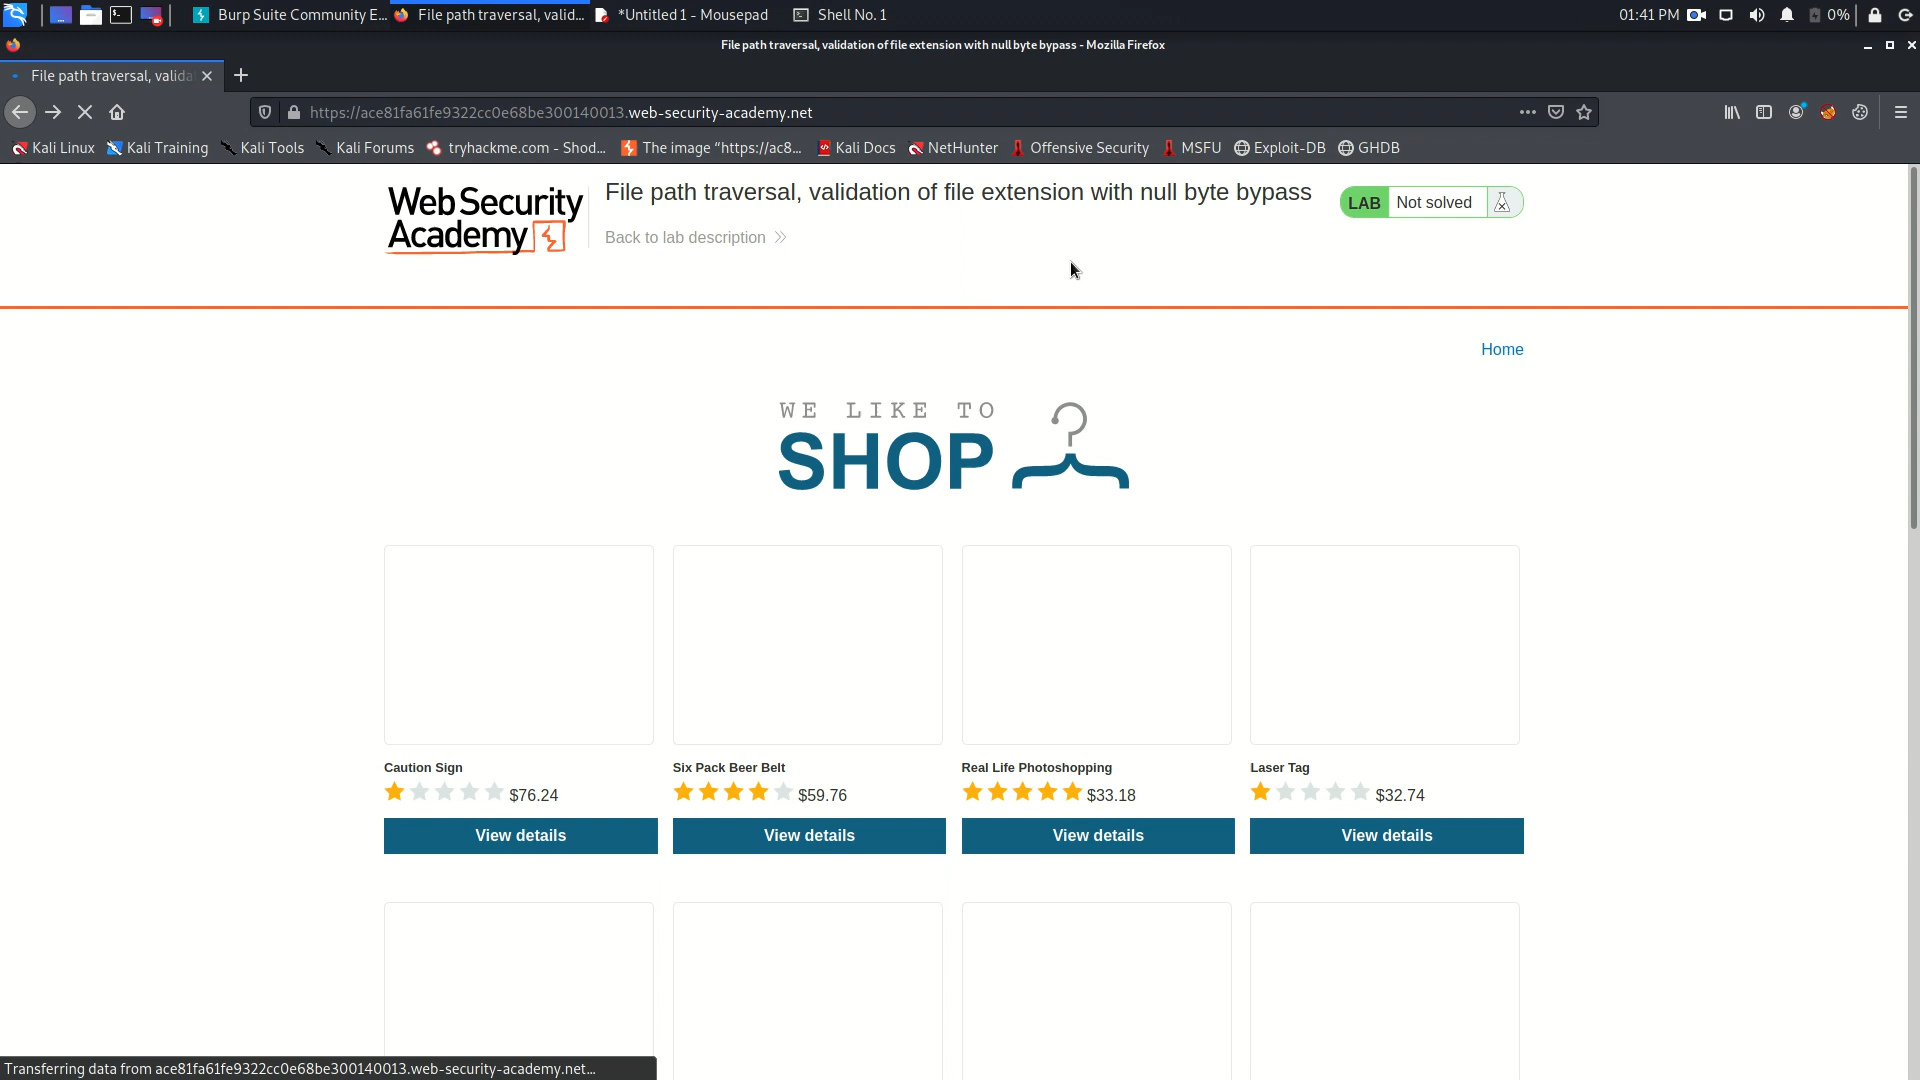 Burp Suite Community E...
File path traversal, valid...
*Untitled 1 - Mousepad
Shell No. 1
01:41 PM
0%
File path traversal, validation of file extension with null byte bypass - Mozilla Firefox
File path traversal, valida
https://ace81fa61fe9322cc0e68be300140013.web-security-academy.net
Kali Linux
Kali Training
Kali Tools
Kali Forums
tryhackme.com - Shod...
The image “https://ac8...
Kali Docs
NetHunter
Offensive Security
MSFU
Exploit-DB
GHDB
Web Security
Academy
File path traversal, validation of file extension with null byte bypass
Back to lab description
LAB Not solved
Home
WE LIKE TO
SHOP
Caution Sign
$76.24
View details
Six Pack Beer Belt
$59.76
View details
Real Life Photoshopping
$33.18
View details
Laser Tag
$32.74
View details
Transferring data from ace81fa61fe9322cc0e68be300140013.web-security-academy.net...